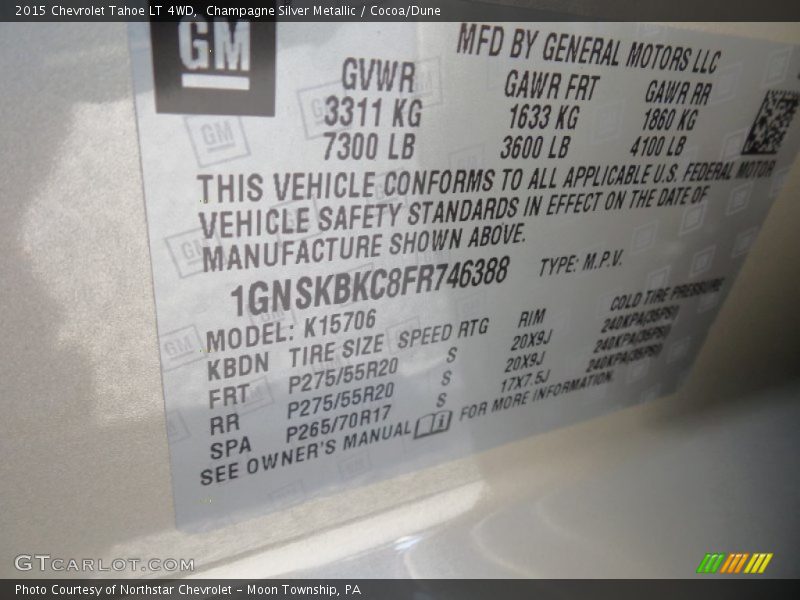 2015 Chevrolet Tahoe LT 4WD, Champagne Silver Metallic / Cocoa/Dune
GM
MFD BY GENERAL MOTORS LLC
GVWR GAWR FRT GAWR RR
3311 KG 1633 KG 1860 KG
7300 LB 3600 LB 4100 LB
THIS VEHICLE CONFORMS TO ALL APPLICABLE U.S. FEDERAL MOTOR
VEHICLE SAFETY STANDARDS IN EFFECT ON THE DATE OF
MANUFACTURE SHOWN ABOVE.
1GNSKBKC8FR746388 TYPE: M.P.V.
MODEL: K15706
KBDN TIRE SIZE SPEED RTG RIM COLD TIRE PRESSURE
FRT P275/55R20 S 20X9J 240KPA(35PSI)
RR P275/55R20 S 20X9J 240KPA(35PSI)
SPA P265/70R17 S 17X7.5J 240KPA(35PSI)
SEE OWNER'S MANUAL i FOR MORE INFORMATION.
GTCARLOT.COM
Photo Courtesy of Northstar Chevrolet - Moon Township, PA